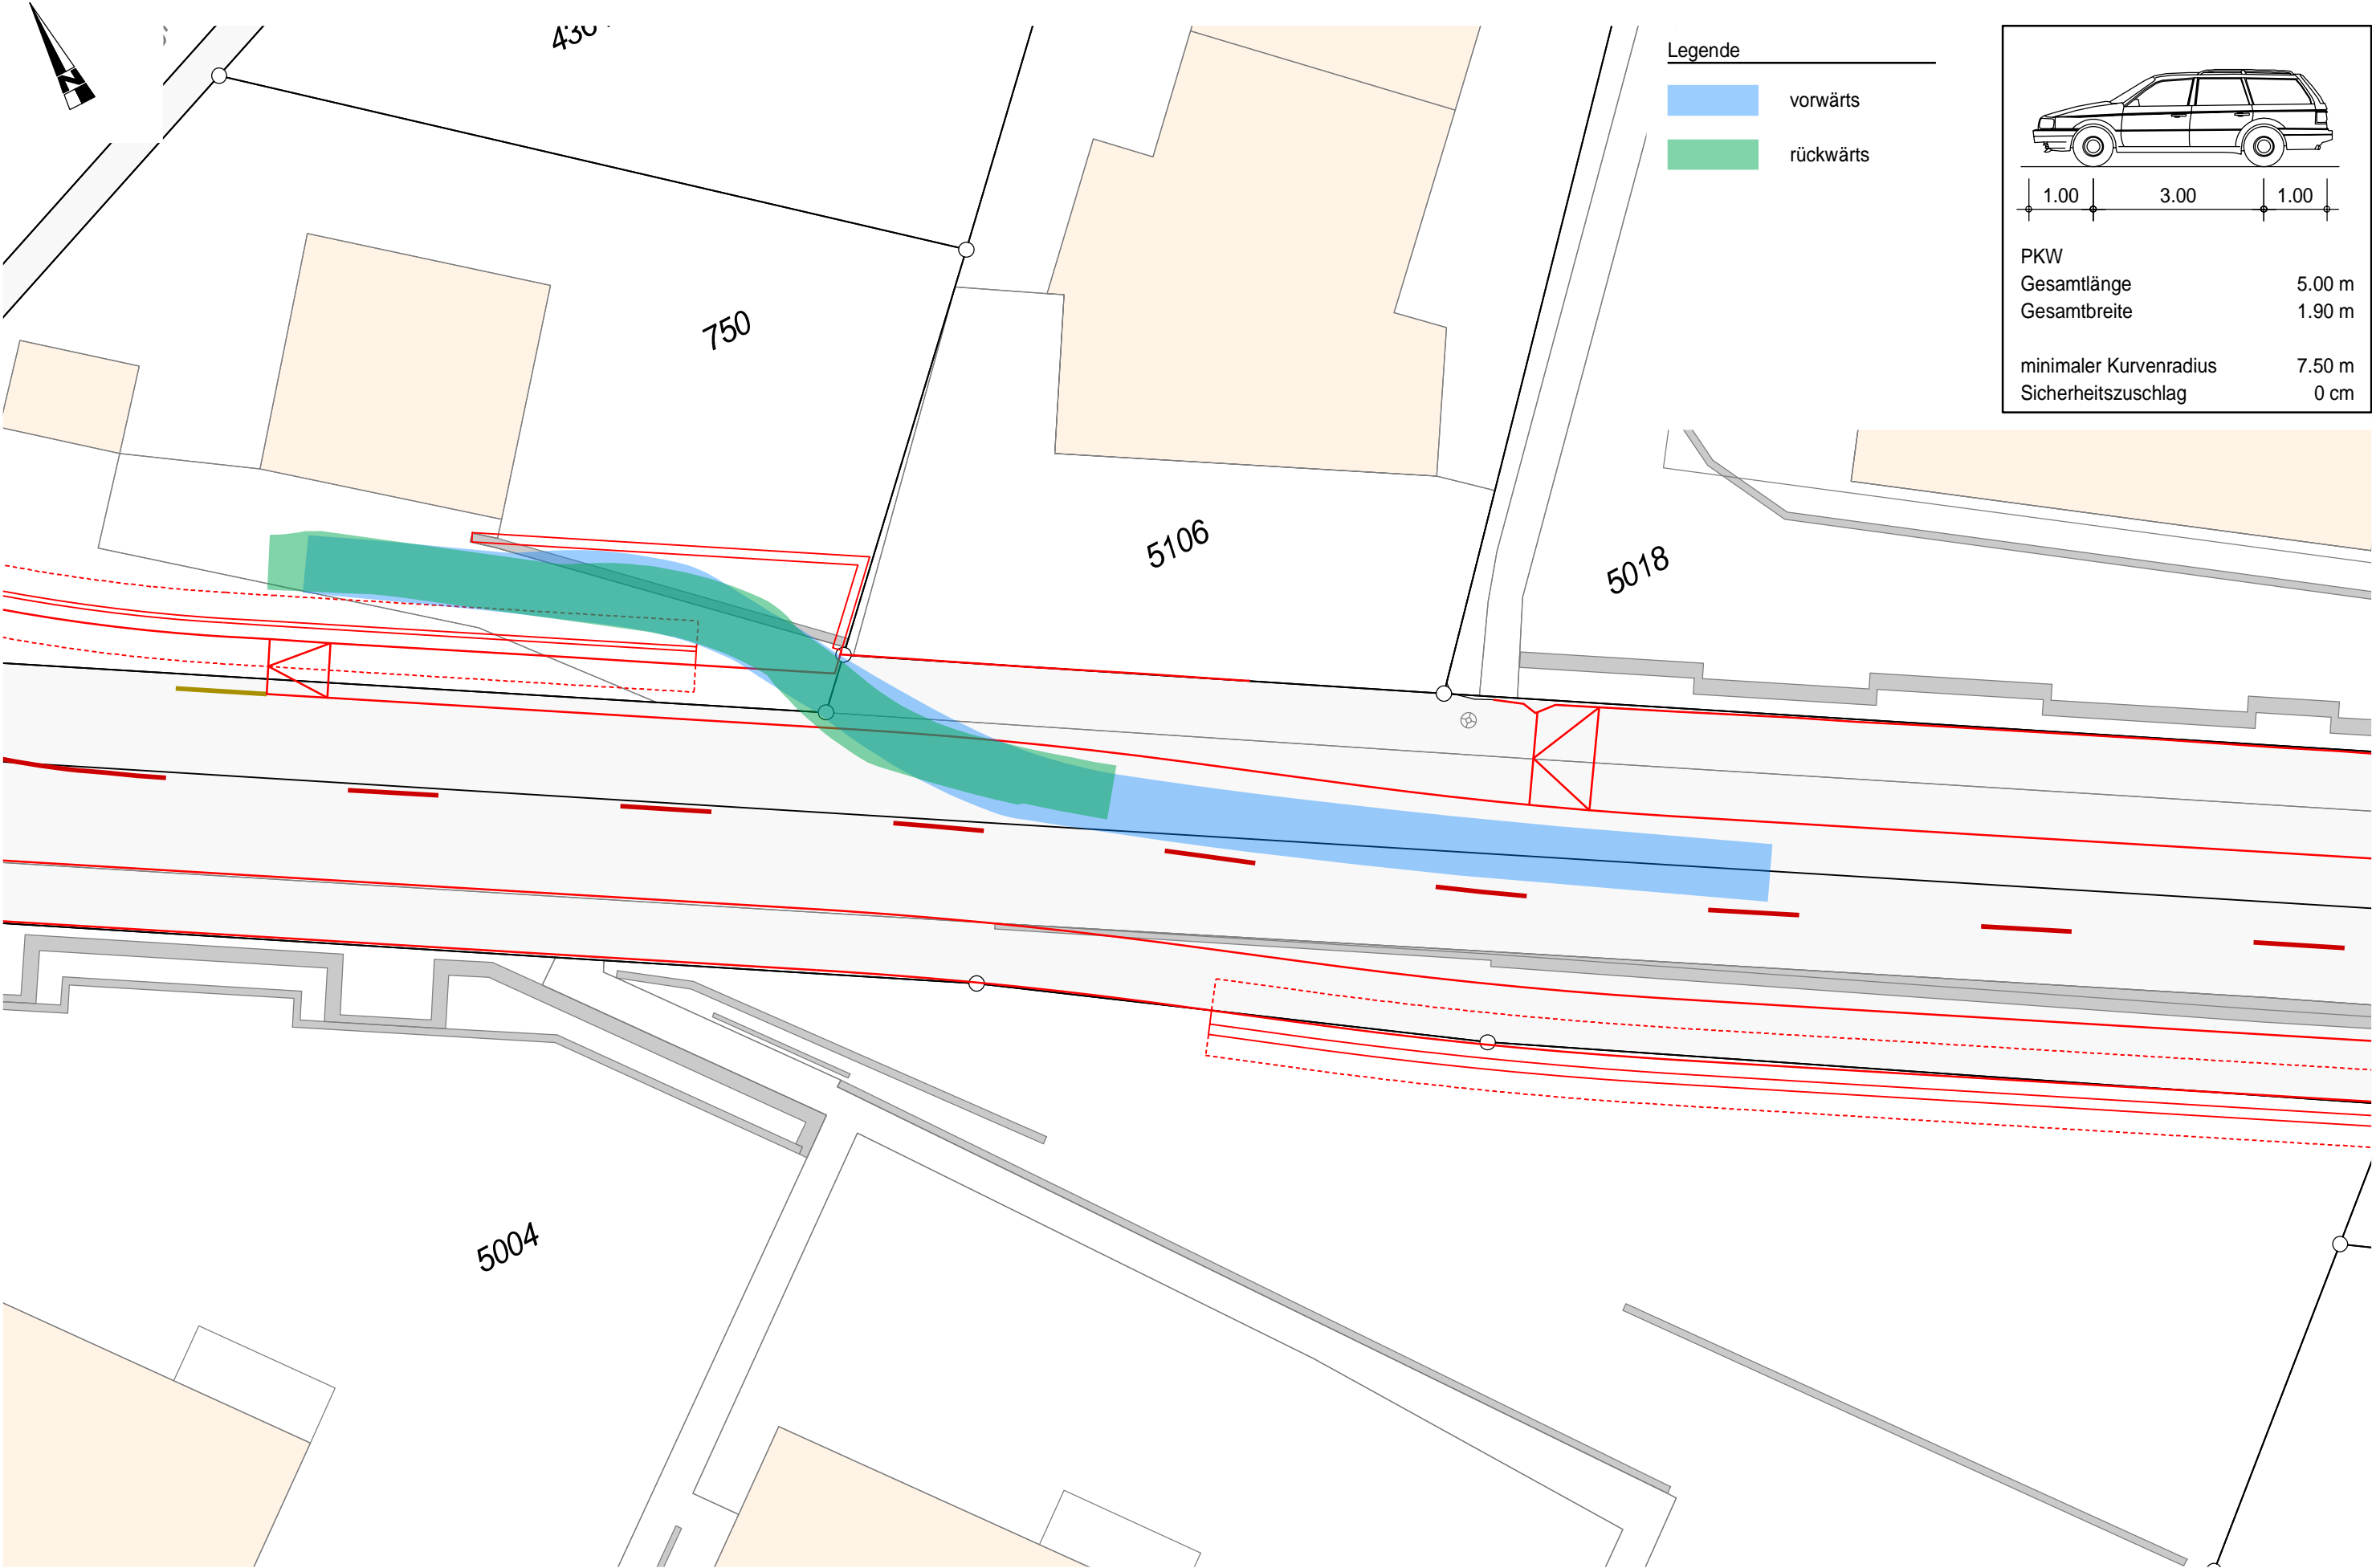 N
Legende
vorwärts
rückwärts
1.00 3.00 1.00
PKW
Gesamtlänge 5.00 m
Gesamtbreite 1.90 m
minimaler Kurvenradius 7.50 m
Sicherheitszuschlag 0 cm
750
5106
5018
5004